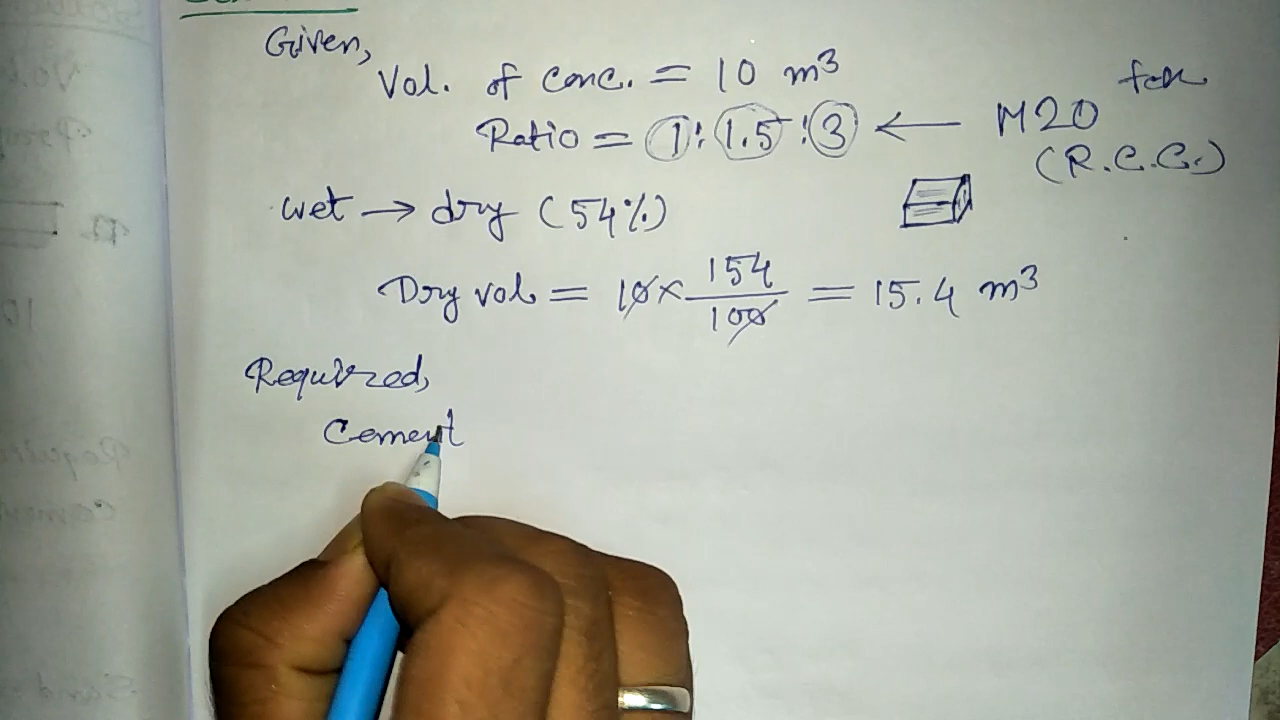 Given,
Vol. of conc. = 10 m³
Ratio = 1 : 1.5 : 3 ← M20 for
(R.C.C.)
wet → dry (54%)
Dry vol. = 10 × 154/100 = 15.4 m³
Required,
Cement